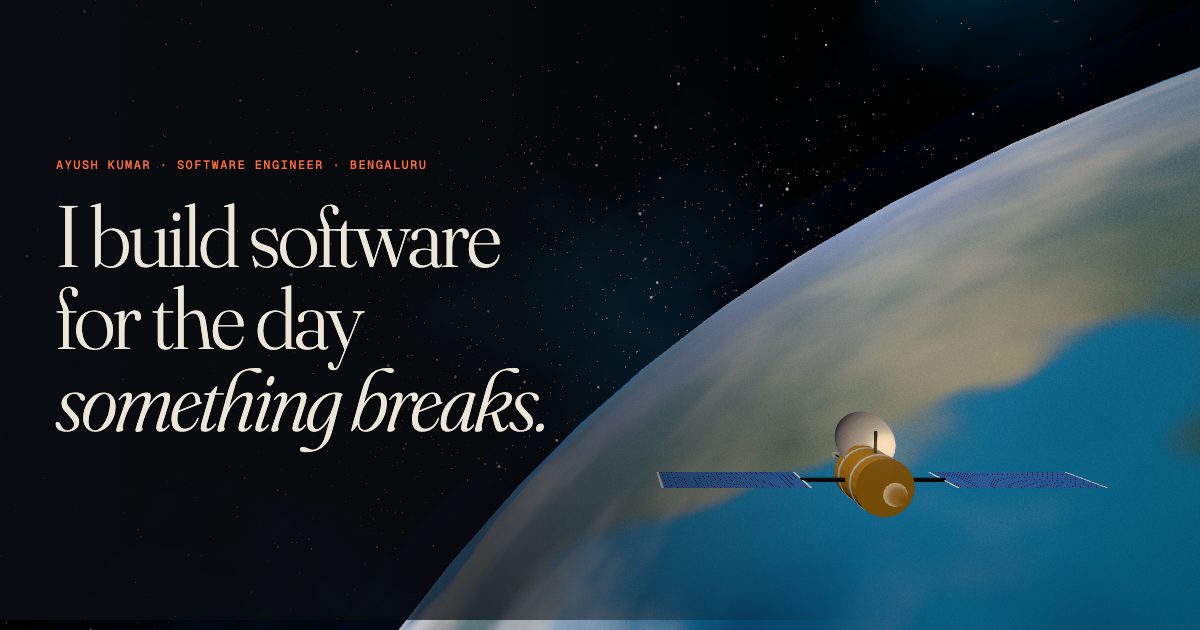 AYUSH KUMAR · SOFTWARE ENGINEER · BENGALURU
I build software
for the day
something breaks.